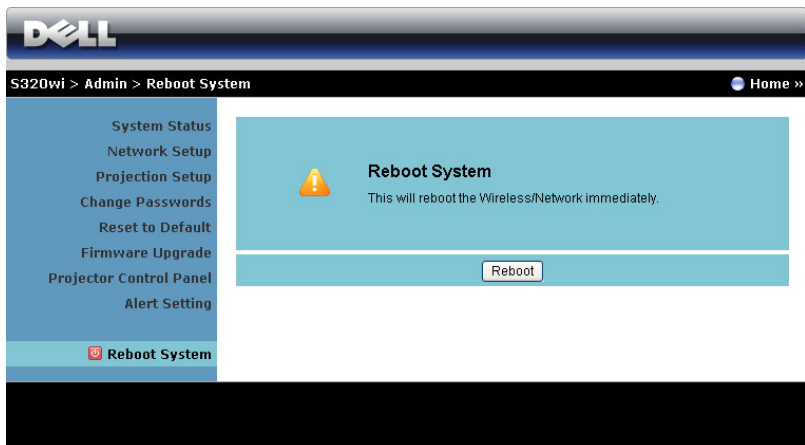 DELL
S320wi > Admin > Reboot System
Home »
System Status
Network Setup
Projection Setup
Change Passwords
Reset to Default
Firmware Upgrade
Projector Control Panel
Alert Setting
Reboot System
Reboot System
This will reboot the Wireless/Network immediately.
Reboot